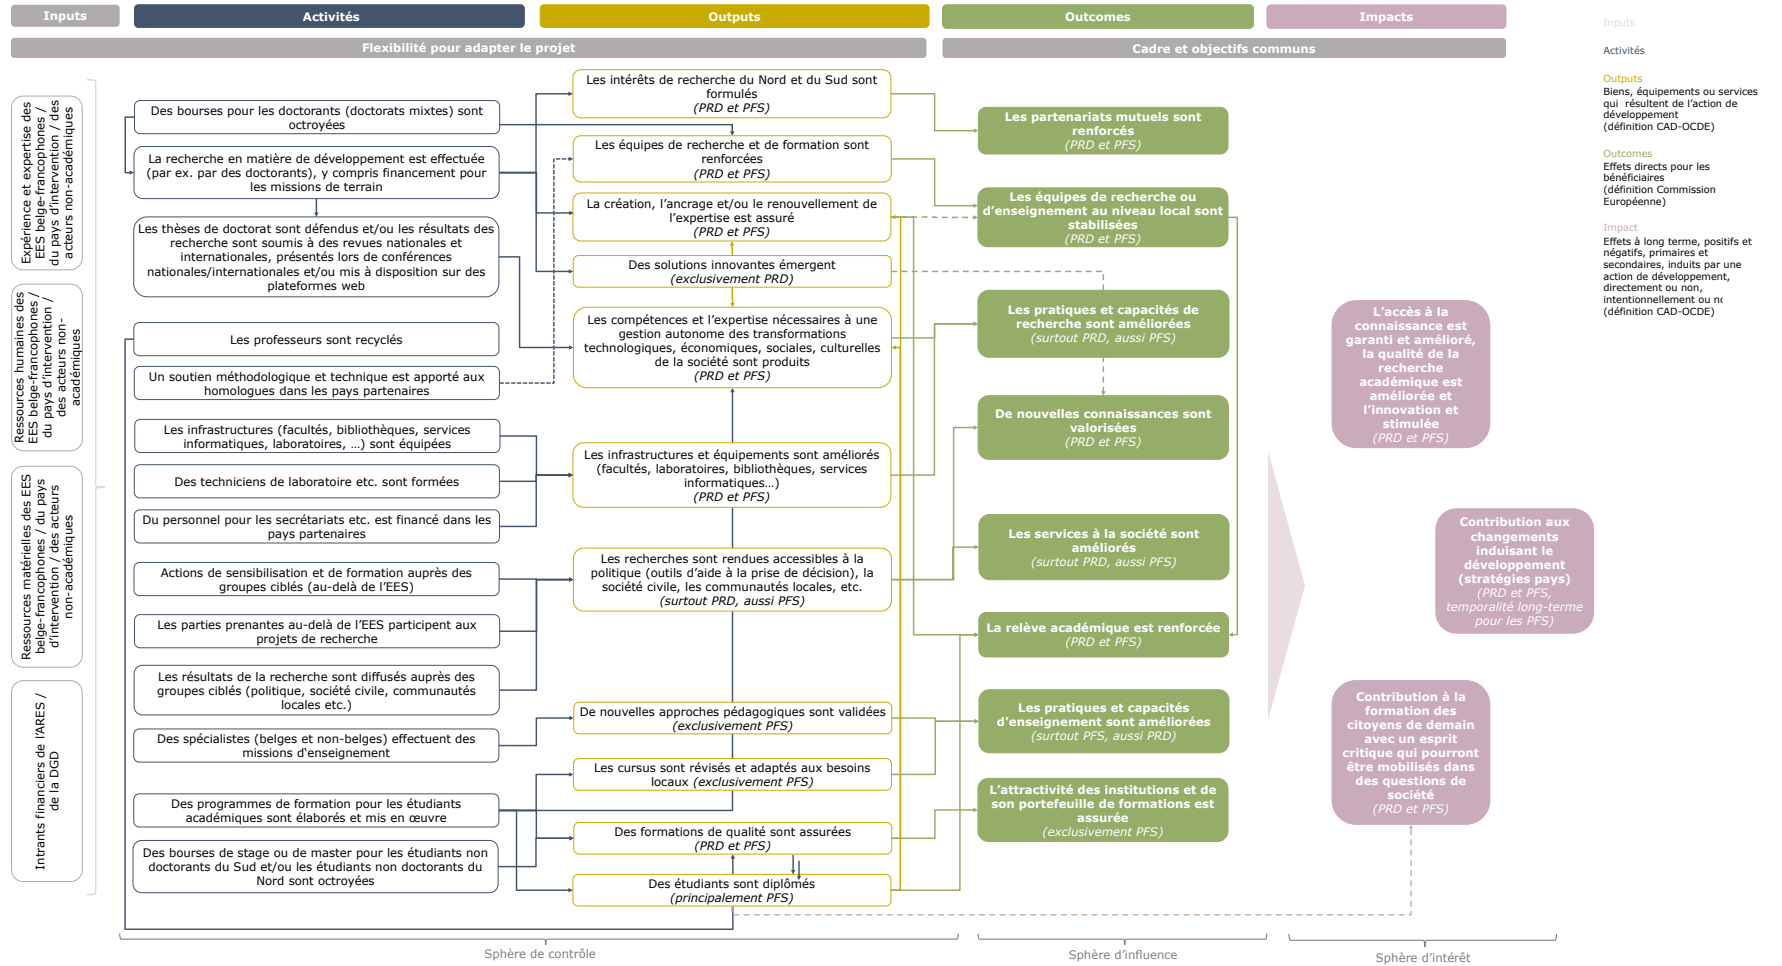 Inputs
Activités
Outputs
Outcomes
Impacts
Flexibilité pour adapter le projet
Cadre et objectifs communs
Expérience et expertise des
EES belge-francophones /
du pays d'intervention / des
acteurs non-académiques
Ressources humaines des
EES belge-francophones /
du pays d'intervention /
des acteurs non-
académiques
Ressources matérielles des EES
belge-francophones / du pays
d'intervention / des acteurs
non-académiques
Intrants financiers de l'ARES /
de la DGD
Des bourses pour les doctorants (doctorats mixtes) sont
octroyées
La recherche en matière de développement est effectuée
(par ex. par des doctorants), y compris financement pour
les missions de terrain
Les thèses de doctorat sont défendus et/ou les résultats des
recherche sont soumis à des revues nationales et
internationales, présentés lors de conférences
nationales/internationales et/ou mis à disposition sur des
plateformes web
Les professeurs sont recyclés
Un soutien méthodologique et technique est apporté aux
homologues dans les pays partenaires
Les infrastructures (facultés, bibliothèques, services
informatiques, laboratoires, …) sont équipées
Des techniciens de laboratoire etc. sont formées
Du personnel pour les secrétariats etc. est financé dans les
pays partenaires
Actions de sensibilisation et de formation auprès des
groupes ciblés (au-delà de l'EES)
Les parties prenantes au-delà de l'EES participent aux
projets de recherche
Les résultats de la recherche sont diffusés auprès des
groupes ciblés (politique, société civile, communautés
locales etc.)
Des spécialistes (belges et non-belges) effectuent des
missions d'enseignement
Des programmes de formation pour les étudiants
académiques sont élaborés et mis en œuvre
Des bourses de stage ou de master pour les étudiants non
doctorants du Sud et/ou les étudiants non doctorants du
Nord sont octroyées
Les intérêts de recherche du Nord et du Sud sont
formulés
(PRD et PFS)
Les équipes de recherche et de formation sont
renforcées
(PRD et PFS)
La création, l'ancrage et/ou le renouvellement de
l'expertise est assuré
(PRD et PFS)
Des solutions innovantes émergent
(exclusivement PRD)
Les compétences et l'expertise nécessaires à une
gestion autonome des transformations
technologiques, économiques, sociales, culturelles
de la société sont produits
(PRD et PFS)
Les infrastructures et équipements sont améliorés
(facultés, laboratoires, bibliothèques, services
informatiques…)
(PRD et PFS)
Les recherches sont rendues accessibles à la
politique (outils d'aide à la prise de décision), la
société civile, les communautés locales, etc.
(surtout PRD, aussi PFS)
De nouvelles approches pédagogiques sont validées
(exclusivement PFS)
Les cursus sont révisés et adaptés aux besoins
locaux (exclusivement PFS)
Des formations de qualité sont assurées
(PRD et PFS)
Des étudiants sont diplômés
(principalement PFS)
Les partenariats mutuels sont
renforcés
(PRD et PFS)
Les équipes de recherche ou
d'enseignement au niveau local sont
stabilisées
(PRD et PFS)
Les pratiques et capacités de
recherche sont améliorées
(surtout PRD, aussi PFS)
De nouvelles connaissances sont
valorisées
(PRD et PFS)
Les services à la société sont
améliorés
(surtout PRD, aussi PFS)
La relève académique est renforcée
(PRD et PFS)
Les pratiques et capacités
d'enseignement sont améliorées
(surtout PFS, aussi PRD)
L'attractivité des institutions et de
son portefeuille de formations est
assurée
(exclusivement PFS)
L'accès à la
connaissance est
garanti et amélioré,
la qualité de la
recherche
académique est
améliorée et
l'innovation et
stimulée
(PRD et PFS)
Contribution aux
changements
induisant le
développement
(stratégies pays)
(PRD et PFS,
temporalité long-terme
pour les PFS)
Contribution à la
formation des
citoyens de demain
avec un esprit
critique qui pourront
être mobilisés dans
des questions de
société
(PRD et PFS)
Inputs
Activités
Outputs
Biens, équipements ou services
qui résultent de l'action de
développement
(définition CAD-OCDE)
Outcomes
Effets directs pour les
bénéficiaires
(définition Commission
Européenne)
Impact
Effets à long terme, positifs et
négatifs, primaires et
secondaires, induits par une
action de développement,
directement ou non,
intentionnellement ou
(définition CAD-OCDE)
Sphère de contrôle
Sphère d'influence
Sphère d'intérêt